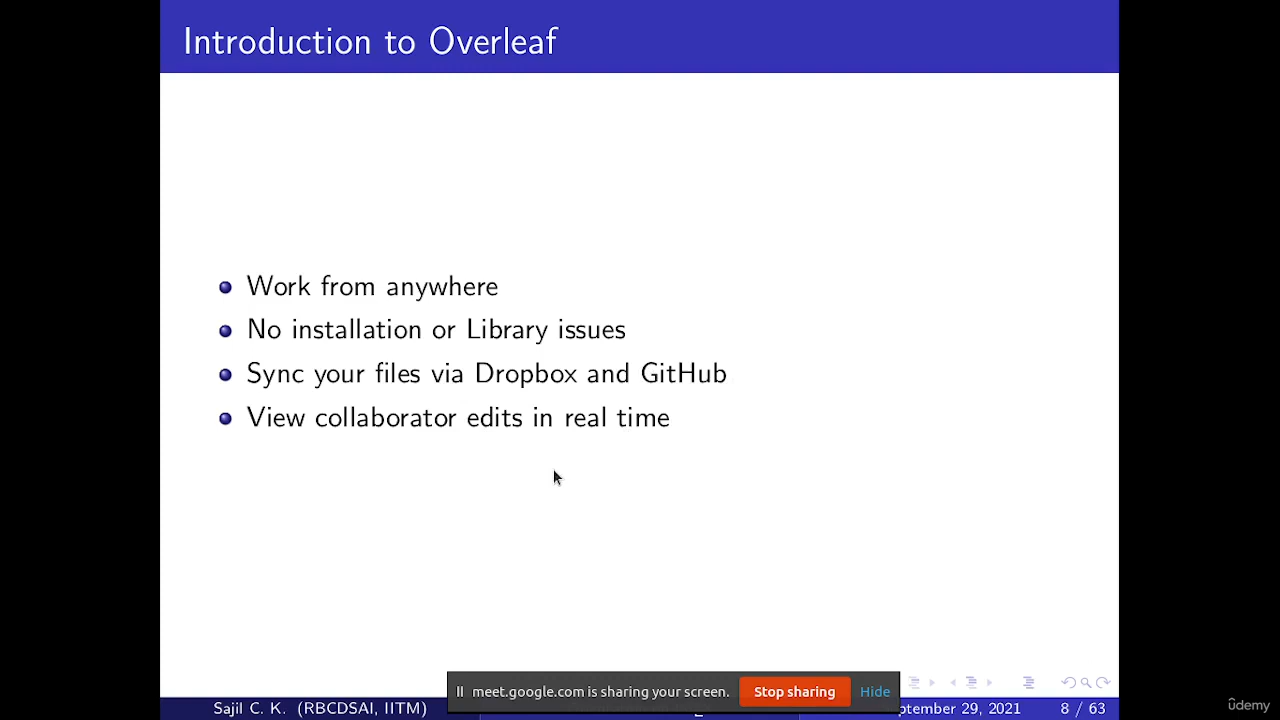 Introduction to Overleaf
Work from anywhere
No installation or Library issues
Sync your files via Dropbox and GitHub
View collaborator edits in real time
meet.google.com is sharing your screen. Stop sharing Hide
Sajil C. K. (RBCDSAI, IITM) ptember 29, 2021 8 / 63
ûdemy